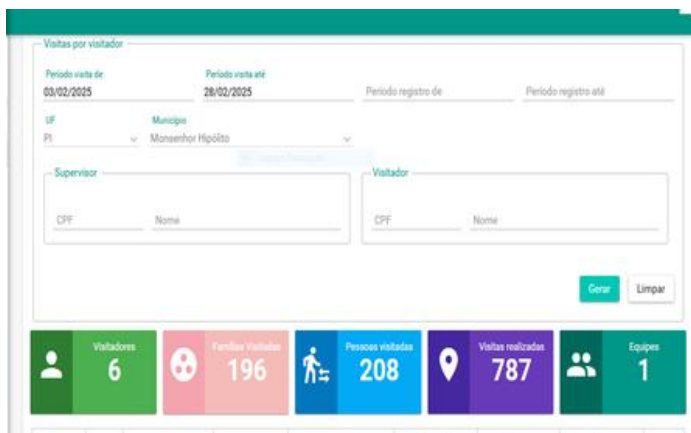 Visitas por visitador
Período visita de Período visita até
03/02/2025 28/02/2025 Período registro de Período registro até
UF Município
PI Monsenhor Hipólito
Supervisor Visitador
CPF Nome CPF Nome
Gerar Limpar
Visitadores Famílias Visitadas Pessoas visitadas Visitas realizadas Equipes
6 196 208 787 1